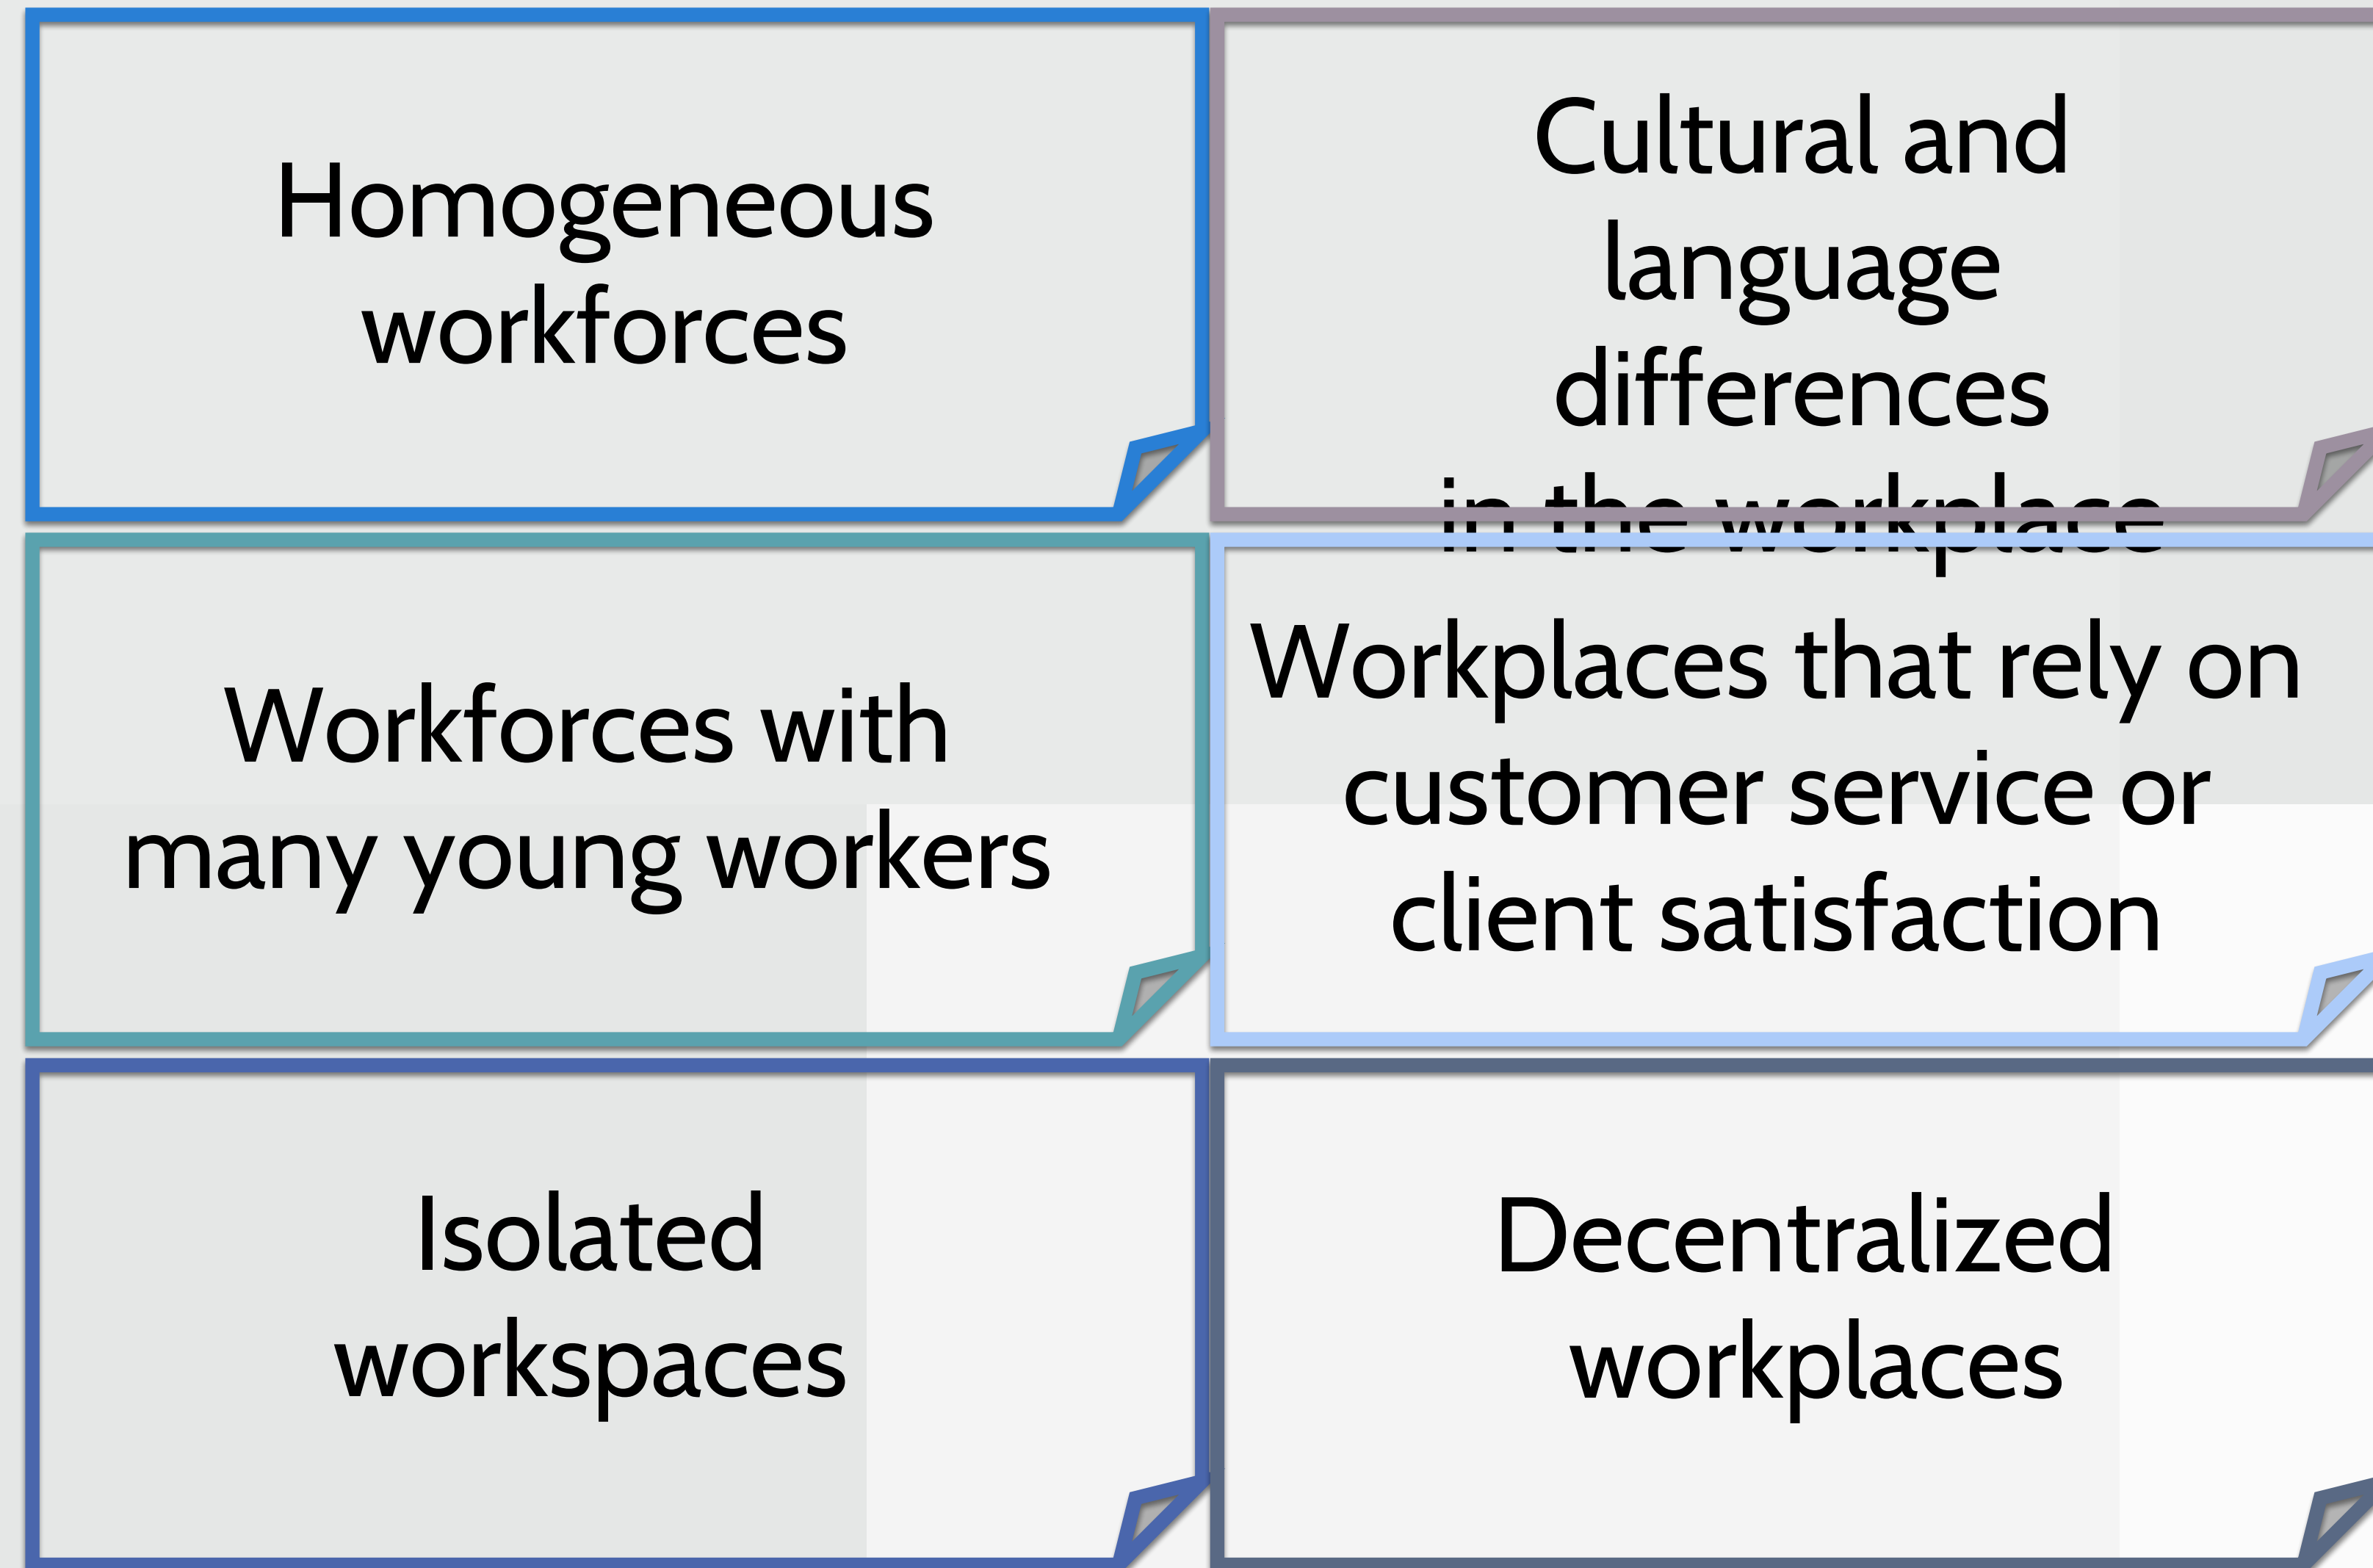 Homogeneous
workforces
Cultural and
language
differences
in the workplace
Workforces with
many young workers
Workplaces that rely on
customer service or
client satisfaction
Isolated
workspaces
Decentralized
workplaces